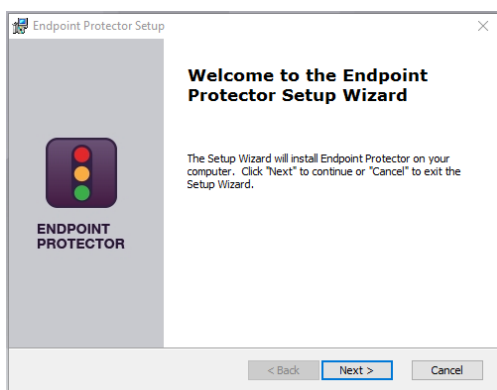 Endpoint Protector Setup
Welcome to the Endpoint
Protector Setup Wizard
The Setup Wizard will install Endpoint Protector on your
computer. Click "Next" to continue or "Cancel" to exit the
Setup Wizard.
ENDPOINT
PROTECTOR
< Back
Next >
Cancel